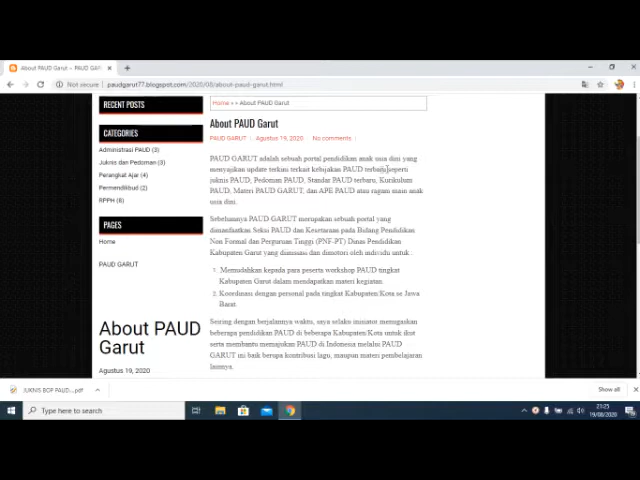 About PAUD Garut – PAUD GAR
Not secure | paudgarut77.blogspot.com/2020/08/about-paud-garut.html
RECENT POSTS
CATEGORIES
Administrasi PAUD (3)
Juknis dan Pedoman (3)
Perangkat Ajar (4)
Permendikbud (2)
RPPH (8)
PAGES
Home
PAUD GARUT
About PAUD
Garut
Agustus 19, 2020
Home » » About PAUD Garut
About PAUD Garut
PAUD GARUT | Agustus 19, 2020 No comments
PAUD GARUT adalah sebuah portal pendidikan anak usia dini yang
menyajikan update terkait kebijakan PAUD terbaru seperti
juknis PAUD, Pedoman PAUD, Standar PAUD terbaru, Kurikulum
PAUD, Materi PAUD GARUT, dan APE PAUD atau ragam main anak
usia dini.
Sebelumnya PAUD GARUT merupakan sebuah portal yang
dimanfaatkan Seksi PAUD dan Kesetaraan pada Bidang Pendidikan
Non Formal dan Perguruan Tinggi (PNF-PT) Dinas Pendidikan
Kabupaten Garut yang diinisiasi dan dimotori oleh individu untuk :
1. Memudahkan kepada para peserta workshop PAUD tingkat
Kabupaten Garut dalam mendapatkan materi kegiatan.
2. Koordinasi dengan personal pada tingkat Kabupaten/Kota se Jawa
Barat.
Seiring dengan berjalannya waktu, saya selaku inisiator
beberapa pendidikan PAUD di beberapa Kabupaten/Kota untuk ikut
serta membantu memajukan PAUD di Indonesia melalui PAUD
GARUT ini baik berupa kontribusi lagu, maupun materi pembelajaran
lainnya.
JUKNIS BOP PAUD....pdf
Show all
Type here to search
21:25
19/08/2020